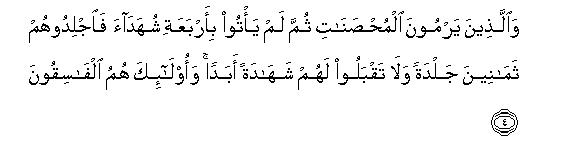 وَٱلَّذِينَ يَرْمُونَ ٱلْمُحْصَنَـٰتِ ثُمَّ لَمْ يَأْتُوا۟ بِأَرْبَعَةِ شُهَدَآءَ فَٱجْلِدُوهُمْ
ثَمَـٰنِينَ جَلْدَةً وَلَا تَقْبَلُوا۟ لَهُمْ شَهَـٰدَةً أَبَدًا ۚ وَأُو۟لَـٰٓئِكَ هُمُ ٱلْفَـٰسِقُونَ
٤